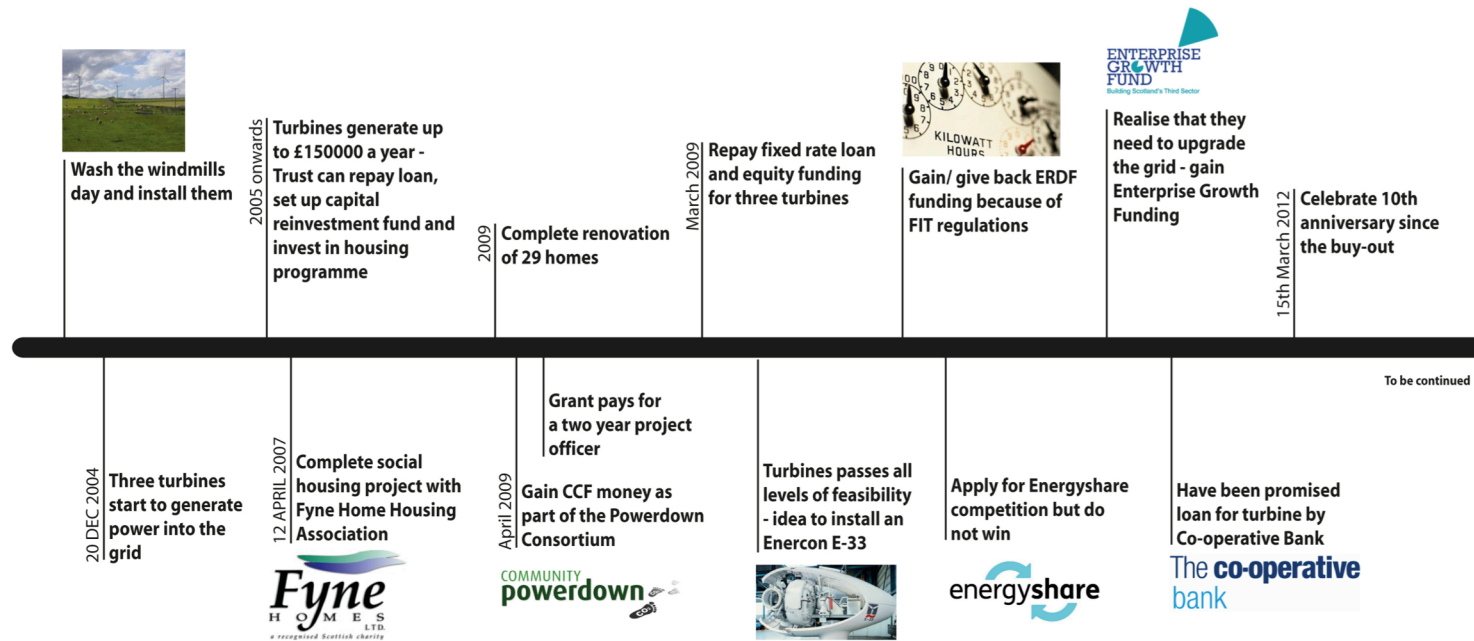 Wash the windmills
day and install them
20 DEC 2004
Three turbines
start to generate
power into the
grid
2005 onwards
Turbines generate up
to £150000 a year -
Trust can repay loan,
set up capital
reinvestment fund and
invest in housing
programme
12 APRIL 2007
Complete social
housing project with
Fyne Home Housing
Association
Fyne
HOMES
LTD.
a recognised Scottish charity
2009
Complete renovation
of 29 homes
April 2009
Gain CCF money as
part of the Powerdown
Consortium
COMMUNITY
powerdown
Grant pays for
a two year project
officer
March 2009
Repay fixed rate loan
and equity funding
for three turbines
Turbines passes all
levels of feasibility
- idea to install an
Enercon E-33
KILOWATT
HOURS
Gain/ give back ERDF
funding because of
FIT regulations
Apply for Energyshare
competition but do
not win
energyshare
ENTERPRISE
GROWTH
FUND
Building Scotland's Third Sector
Realise that they
need to upgrade
the grid - gain
Enterprise Growth
Funding
Have been promised
loan for turbine by
Co-operative Bank
The co-operative
bank
15th March 2012
Celebrate 10th
anniversary since
the buy-out
To be continued